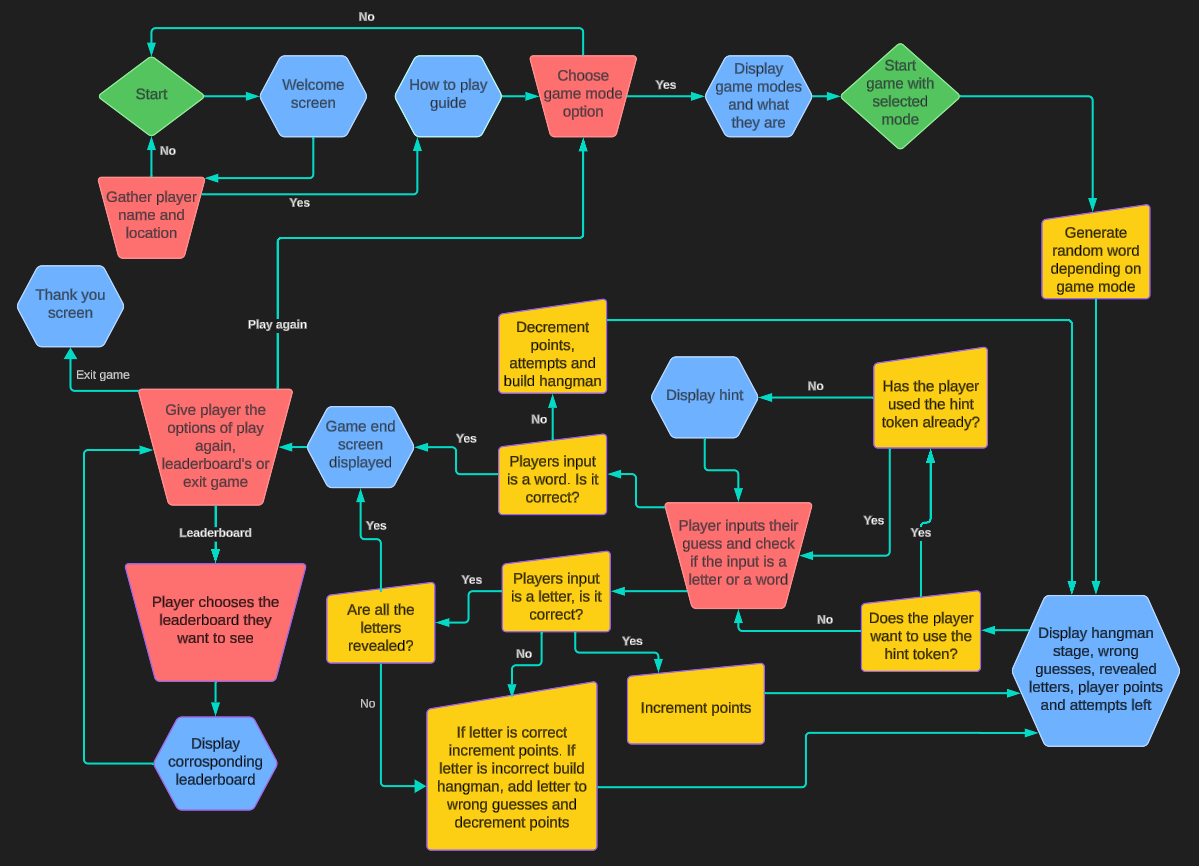 No
Start
Welcome
screen
How to play
guide
Choose
game mode
option
Yes
Display
game modes
and what
they are
Start
game with
selected
mode
No
Gather player
name and
location
Yes
Generate
random word
depending on
game mode
Thank you
screen
Exit game
Play again
Decrement
points,
attempts and
build hangman
No
Display hint
No
Has the player
used the hint
token already?
Give player the
options of play
again,
leaderboard's or
exit game
Game end
screen
displayed
Yes
Players input
is a word. Is it
correct?
Player inputs their
guess and check
if the input is a
letter or a word
Yes
Yes
Leaderboard
Player chooses the
leaderboard they
want to see
Yes
Are all the
letters
revealed?
Yes
Players input
is a letter, is it
correct?
No
Does the player
want to use the
hint token?
Display hangman
stage, wrong
guesses, revealed
letters, player points
and attempts left
No
Yes
Increment points
No
If letter is correct
increment points. If
letter is incorrect build
hangman, add letter to
wrong guesses and
decrement points
Display
corrosponding
leaderboard